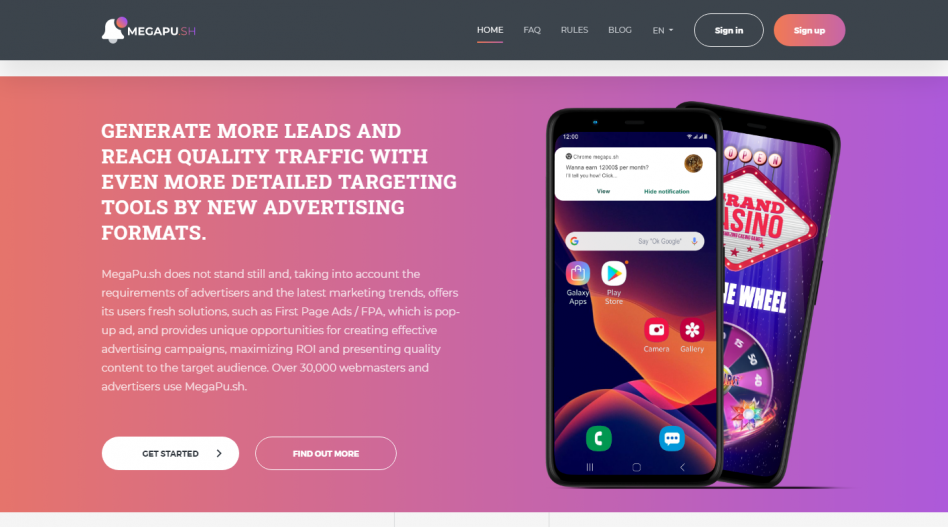 MEGAPU.SH
HOME
FAQ
RULES
BLOG
EN
Sign in
Sign up
GENERATE MORE LEADS AND
REACH QUALITY TRAFFIC WITH
EVEN MORE DETAILED TARGETING
TOOLS BY NEW ADVERTISING
FORMATS.
MegaPu.sh does not stand still and, taking into account the
requirements of advertisers and the latest marketing trends, offers
its users fresh solutions, such as First Page Ads / FPA, which is pop-
up ad, and provides unique opportunities for creating effective
advertising campaigns, maximizing ROI and presenting quality
content to the target audience. Over 30,000 webmasters and
advertisers use MegaPu.sh.
GET STARTED
FIND OUT MORE
12:00
Chrome megapu.sh
Wanna earn 12000$ per month?
I'll tell you how! Click...
View
Hide notification
G
Say "Ok Google"
Galaxy
Apps
Play
Store
Camera
Gallery
OPEN
RAND
ASINO
HE WHEEL